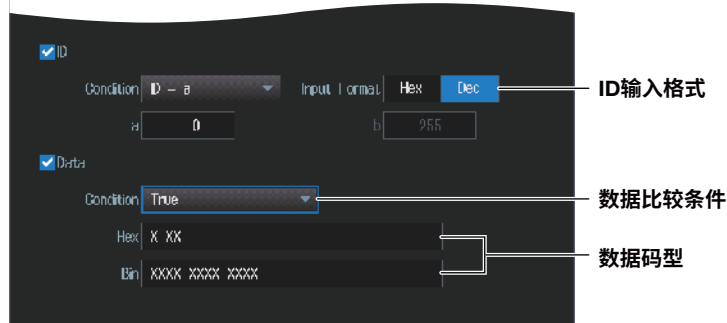 ID
Condition ID = a Input Format Hex Dec ID输入格式
a 0 b 255
Data
Condition True 数据比较条件
Hex X XX
数据码型
Bin XXXX XXXX XXXX